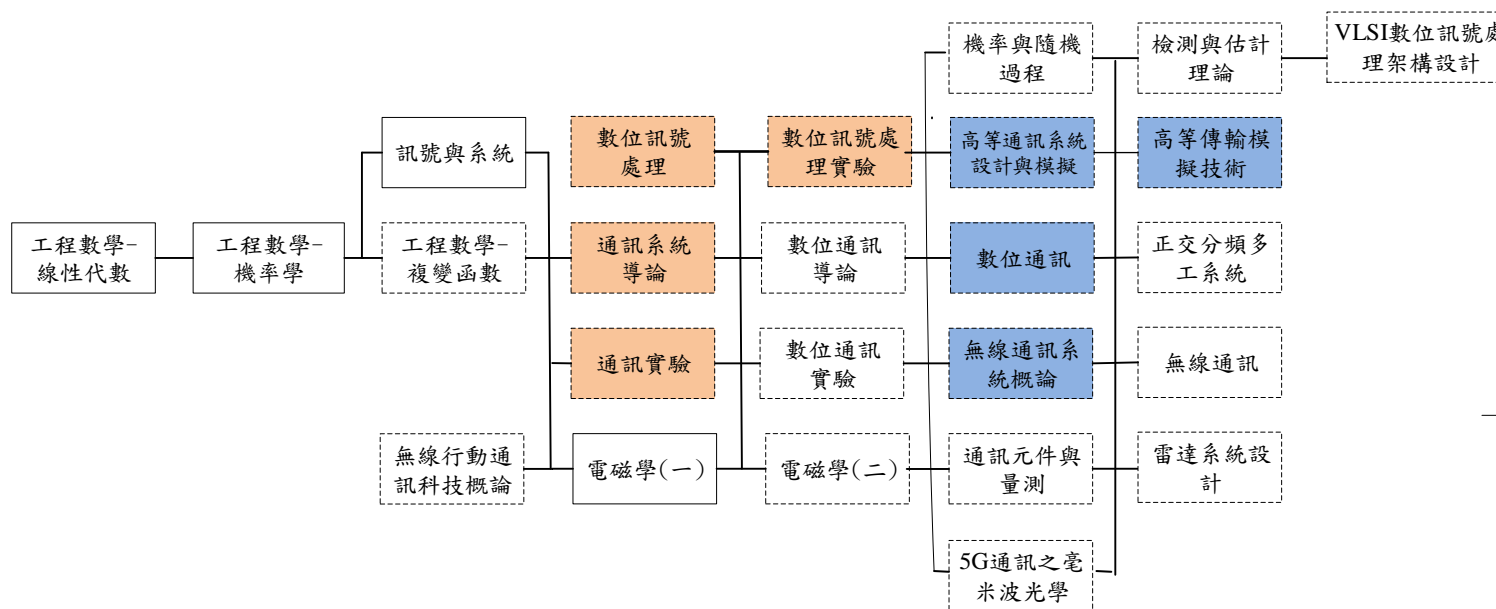 機率與隨機
過程
檢測與估計
理論
VLSI數位訊號處
理架構設計
訊號與系統
數位訊號
處理
數位訊號處
理實驗
高等通訊系統
設計與模擬
高等傳輸模
擬技術
工程數學-
線性代數
工程數學-
機率學
工程數學-
複變函數
通訊系統
導論
數位通訊
導論
數位通訊
正交分頻多
工系統
通訊實驗
數位通訊
實驗
無線通訊系
統概論
無線通訊
無線行動通
訊科技概論
電磁學(一)
電磁學(二)
通訊元件與
量測
雷達系統設
計
5G通訊之毫
米波光學